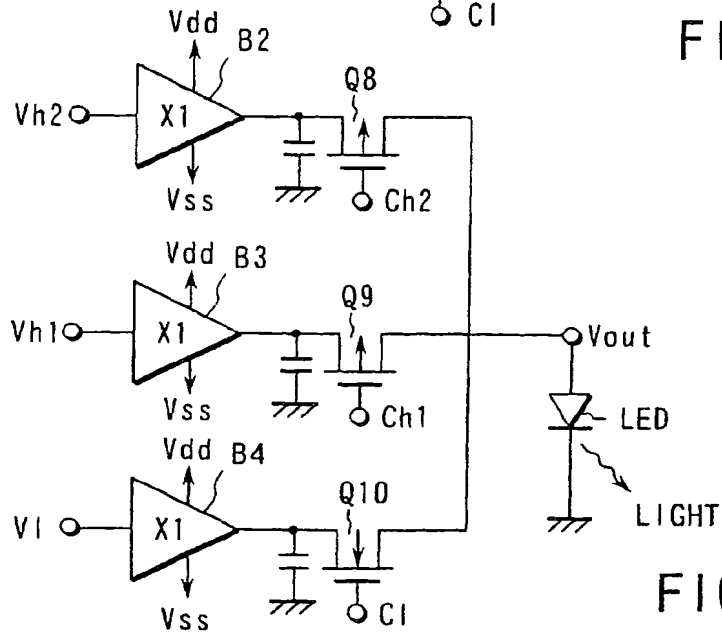 Cl
FI
Vdd
B2
Q8
Vh2
X1
Vss
Ch2
Vdd
B3
Q9
Vh1
X1
Vout
Vss
Ch1
LED
Vdd
B4
Q10
Vl
X1
LIGHT
Vss
Cl
FIG